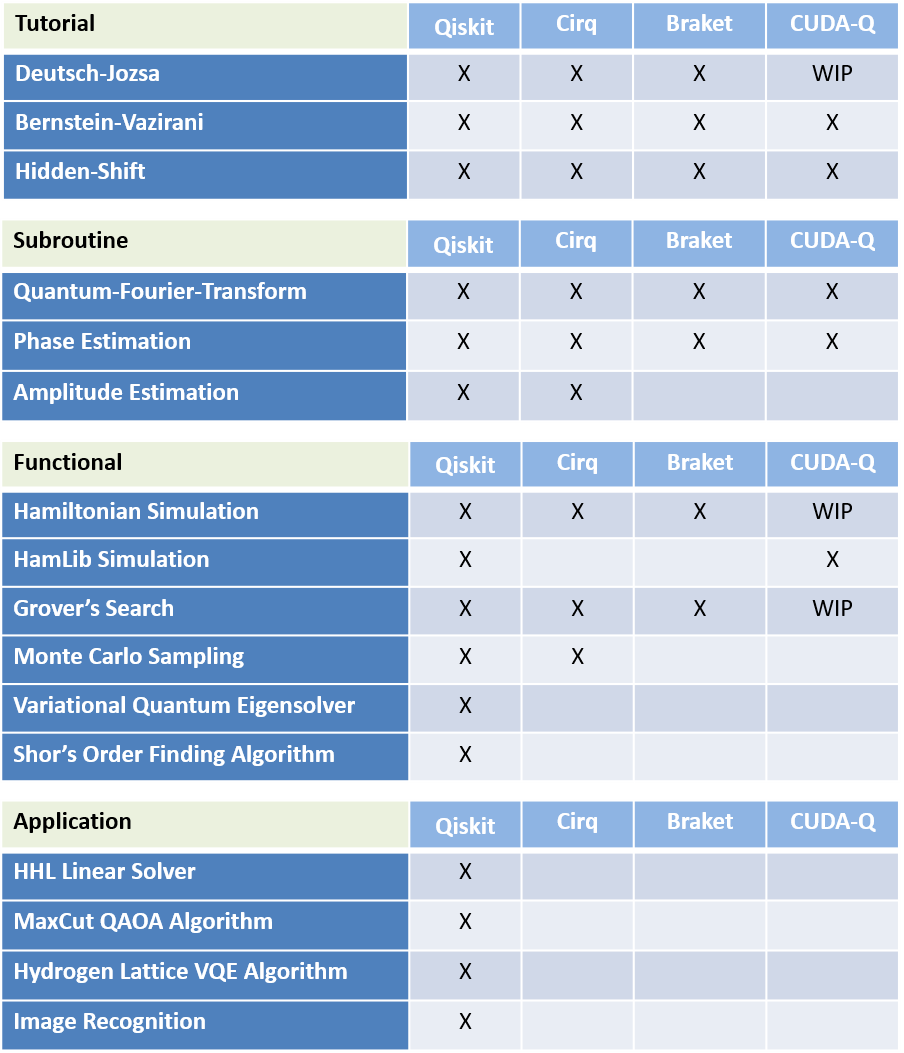 Tutorial Qiskit Cirq Braket CUDA-Q
Deutsch-Jozsa X X X WIP
Bernstein-Vazirani X X X X
Hidden-Shift X X X X
Subroutine Qiskit Cirq Braket CUDA-Q
Quantum-Fourier-Transform X X X X
Phase Estimation X X X X
Amplitude Estimation X X
Functional Qiskit Cirq Braket CUDA-Q
Hamiltonian Simulation X X X WIP
HamLib Simulation X X
Grover’s Search X X X WIP
Monte Carlo Sampling X X
Variational Quantum Eigensolver X
Shor’s Order Finding Algorithm X
Application Qiskit Cirq Braket CUDA-Q
HHL Linear Solver X
MaxCut QAOA Algorithm X
Hydrogen Lattice VQE Algorithm X
Image Recognition X